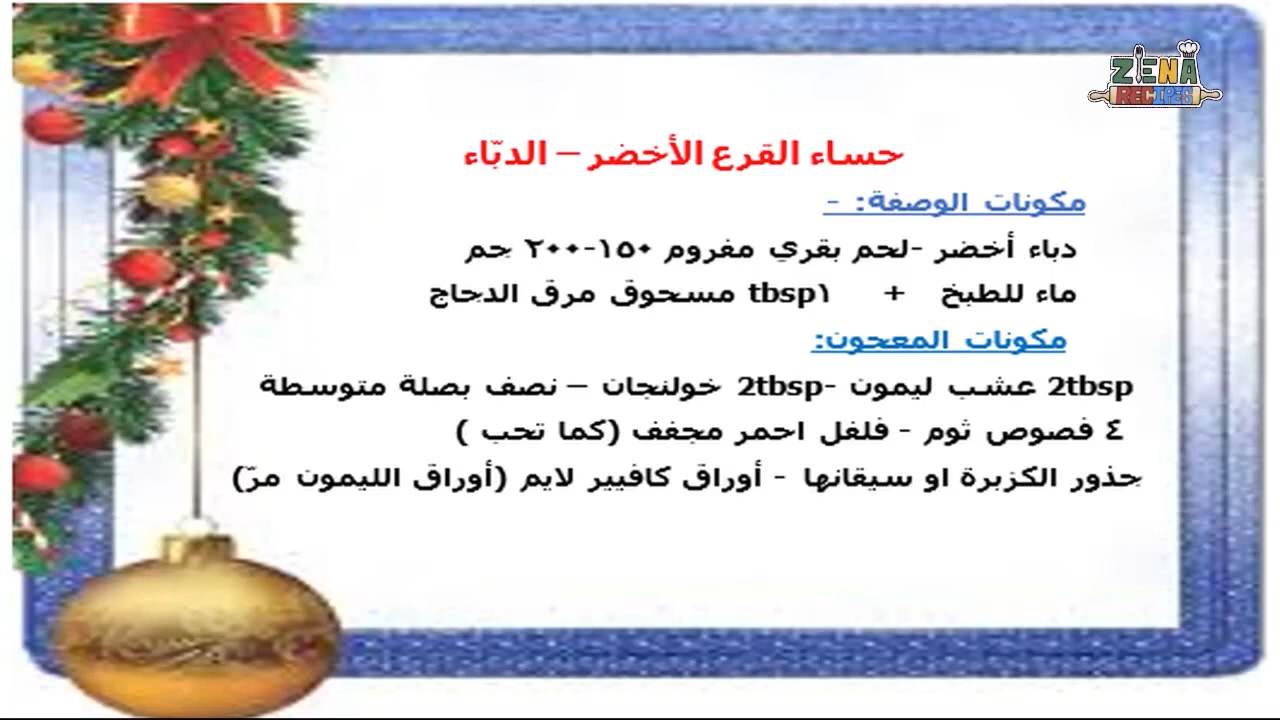 ZIENA
RECIPES
حساء القرع الأخضر – الدبّاء
مكونات الوصفة: -
دباء أخضر -لحم بقري مفروم ١٥٠-٢٠٠ جم
ماء للطبخ + ١tbsp مسحوق مرق الدجاج
مكونات المعجون:
2tbsp عشب ليمون -2tbsp خولنجان – نصف بصلة متوسطة
٤ فصوص ثوم - فلفل احمر مجفف (كما تحب )
جذور الكزبرة او سيقانها - أوراق كافيير لايم (أوراق الليمون مرّ)